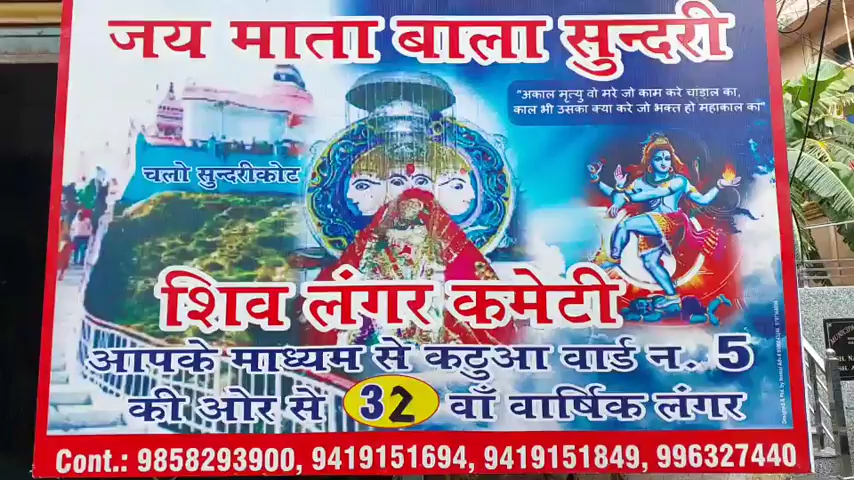 जय माता बाला सुन्दरी
"अकाल मृत्यु वो मरे जो काम करे चांडाल का,
काल भी उसका क्या करे जो भक्त हो महाकाल का"
चलो सुन्दरीकोट
शिव लंगर कमेटी
आपके माध्यम से कठुआ वार्ड न. 5
की ओर से 32 वाँ वार्षिक लंगर
Cont.: 9858293900, 9419151694, 9419151849, 996327440